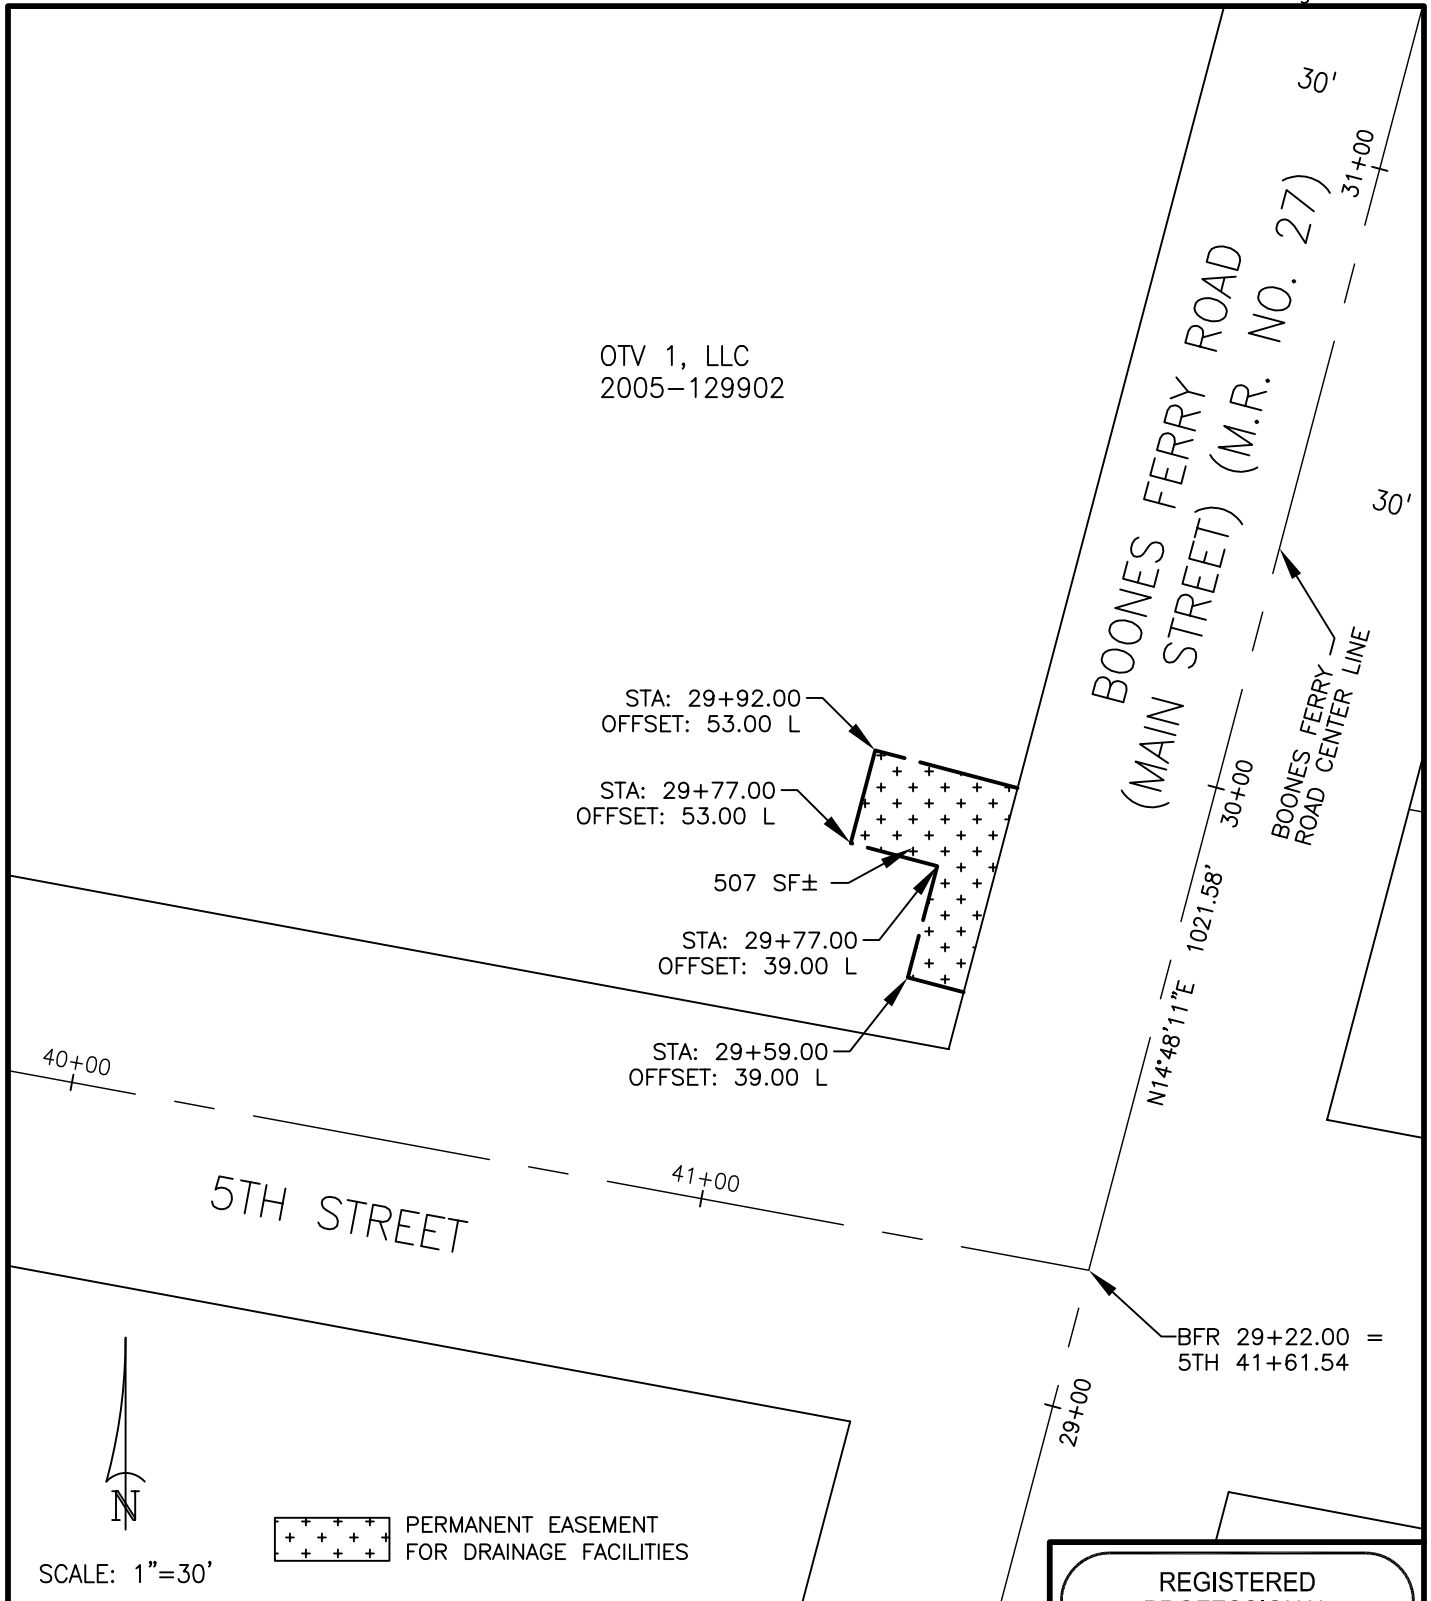 30'
31+00
BOONES FERRY ROAD
(MAIN STREET) (M.R. NO. 27)
OTV 1, LLC
2005-129902
30'
BOONES FERRY
ROAD CENTER LINE
STA: 29+92.00
OFFSET: 53.00 L
STA: 29+77.00
OFFSET: 53.00 L
30+00
507 SF±
STA: 29+77.00
OFFSET: 39.00 L
N14°48'11"E 1021.58'
STA: 29+59.00
OFFSET: 39.00 L
40+00
41+00
5TH STREET
BFR 29+22.00 =
5TH 41+61.54
29+00
N
SCALE: 1"=30'
PERMANENT EASEMENT
FOR DRAINAGE FACILITIES
REGISTERED